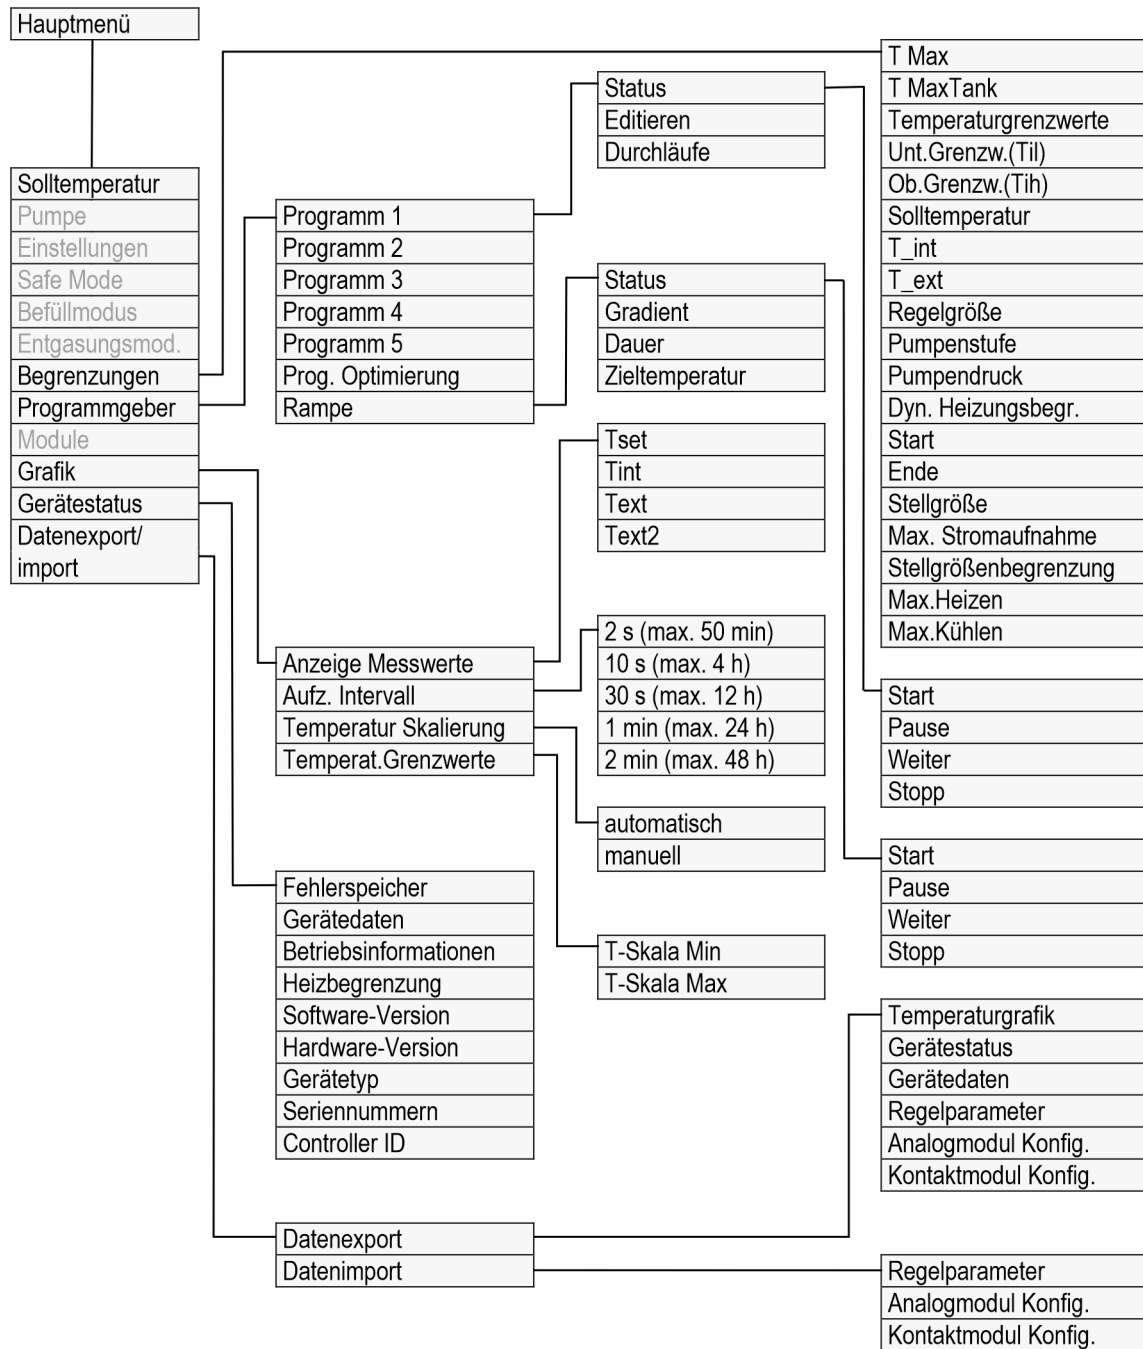 Hauptmenü
Solltemperatur
Pumpe
Einstellungen
Safe Mode
Befüllmodus
Entgasungsmod.
Begrenzungen
Programmgeber
Module
Grafik
Gerätestatus
Datenexport/
import
Programm 1
Programm 2
Programm 3
Programm 4
Programm 5
Prog. Optimierung
Rampe
Anzeige Messwerte
Aufz. Intervall
Temperatur Skalierung
Temperat.Grenzwerte
Fehlerspeicher
Gerätedaten
Betriebsinformationen
Heizbegrenzung
Software-Version
Hardware-Version
Gerätetyp
Seriennummern
Controller ID
Datenexport
Datenimport
Status
Editieren
Durchläufe
Status
Gradient
Dauer
Zieltemperatur
Tset
Tint
Text
Text2
2 s (max. 50 min)
10 s (max. 4 h)
30 s (max. 12 h)
1 min (max. 24 h)
2 min (max. 48 h)
automatisch
manuell
T-Skala Min
T-Skala Max
T Max
T MaxTank
Temperaturgrenzwerte
Unt.Grenzw.(Til)
Ob.Grenzw.(Tih)
Solltemperatur
T_int
T_ext
Regelgröße
Pumpenstufe
Pumpendruck
Dyn. Heizungsbegr.
Start
Ende
Stellgröße
Max. Stromaufnahme
Stellgrößenbegrenzung
Max.Heizen
Max.Kühlen
Start
Pause
Weiter
Stopp
Start
Pause
Weiter
Stopp
Temperaturgrafik
Gerätestatus
Gerätedaten
Regelparameter
Analogmodul Konfig.
Kontaktmodul Konfig.
Regelparameter
Analogmodul Konfig.
Kontaktmodul Konfig.